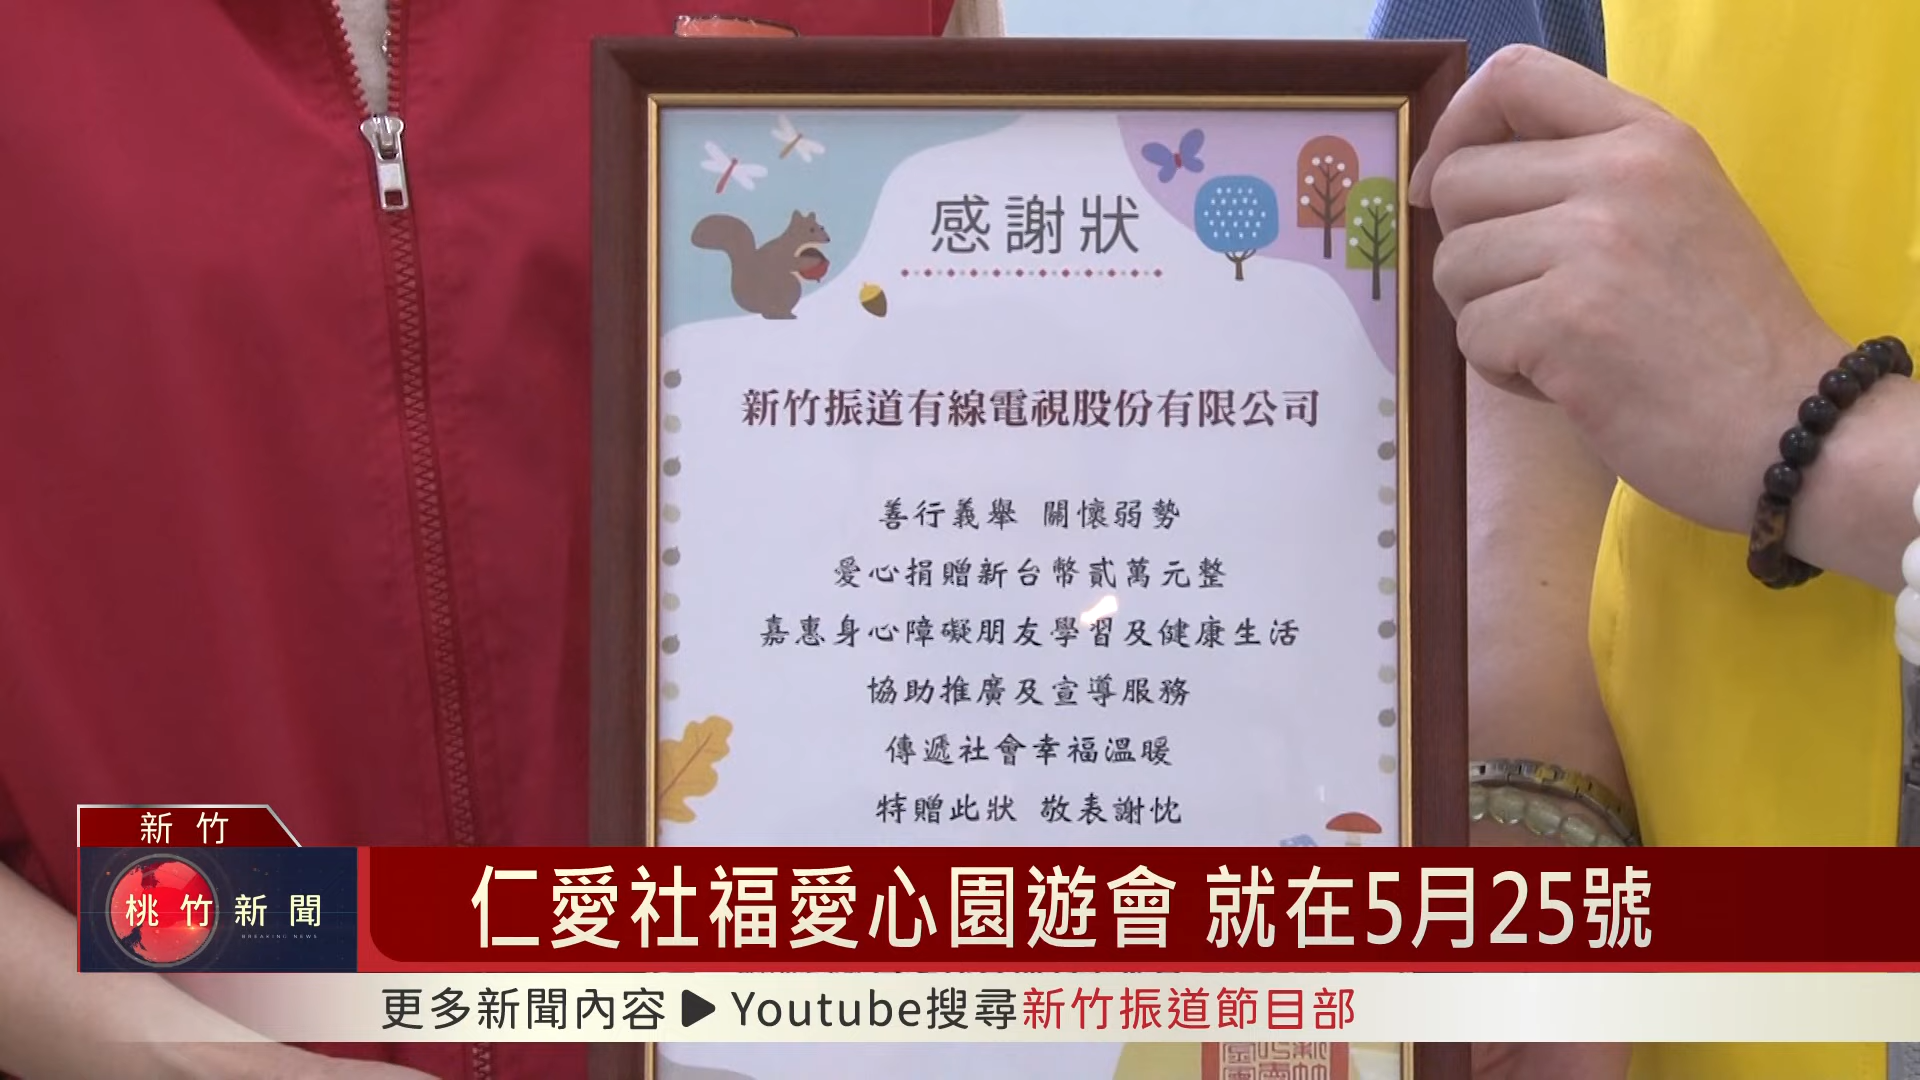 感謝狀
新竹振道有線電視股份有限公司
善行義舉 關懷弱勢
愛心捐贈新台幣貳萬元整
嘉惠身心障礙朋友學習及健康生活
協助推廣及宣導服務
傳遞社會幸福溫暖
特贈此狀 敬表謝忱
新竹
桃竹新聞
BREAKING NEWS
仁愛社福愛心園遊會 就在5月25號
更多新聞內容▶Youtube搜尋新竹振道節目部